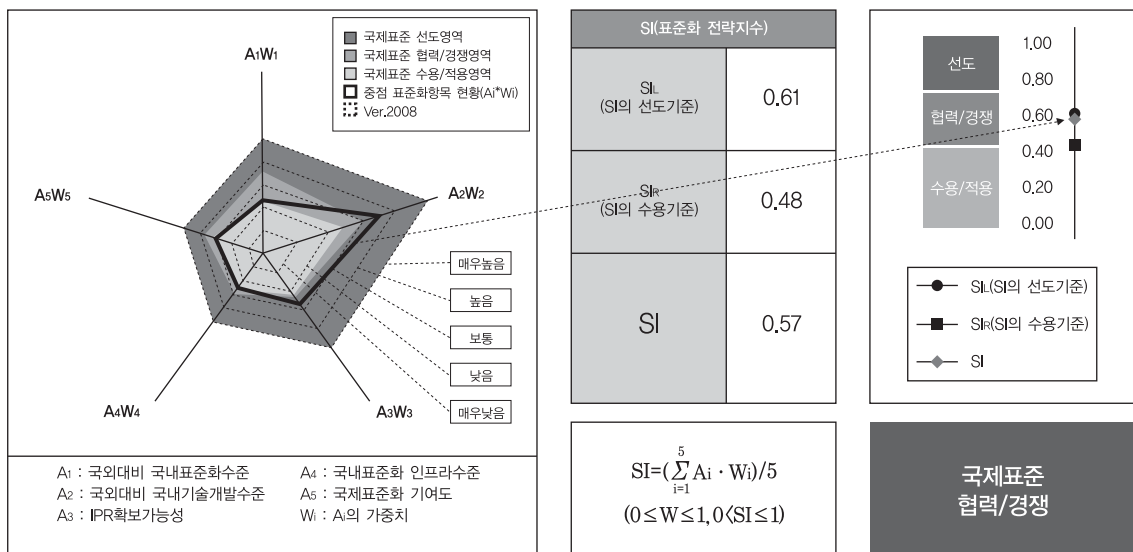 국제표준 선도영역
국제표준 협력/경쟁영역
국제표준 수용/적용영역
중점 표준화항목 현황(Ai*Wi)
Ver.2008
A1W1
A2W2
A3W3
A4W4
A5W5
매우높음
높음
보통
낮음
매우낮음
A1 : 국외대비 국내표준화수준
A2 : 국외대비 국내기술개발수준
A3 : IPR확보가능성
A4 : 국내표준화 인프라수준
A5 : 국제표준화 기여도
Wi : Ai의 가중치
SI(표준화 전략지수)
SIL
(SI의 선도기준)
0.61
SIR
(SI의 수용기준)
0.48
SI
0.57
SI=(5∑i=1 Ai · Wi)/5
(0≤W≤1, 0<SI≤1)
선도
협력/경쟁
수용/적용
1.00
0.80
0.60
0.40
0.20
0.00
SIL(SI의 선도기준)
SIR(SI의 수용기준)
SI
국제표준
협력/경쟁